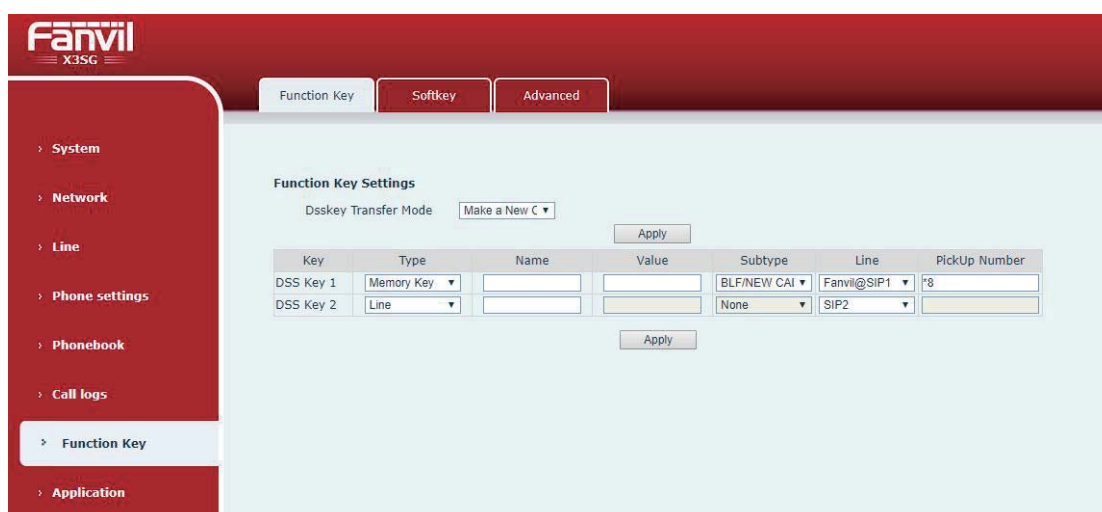 Fanvil
X3SG
Function Key Softkey Advanced
› System
› Network
› Line
› Phone settings
› Phonebook
› Call logs
› Function Key
› Application
Function Key Settings
Dsskey Transfer Mode Make a New C
Apply
Key Type Name Value Subtype Line PickUp Number
DSS Key 1 Memory Key BLF/NEW CAL Fanvil@SIP1 *8
DSS Key 2 Line None SIP2
Apply